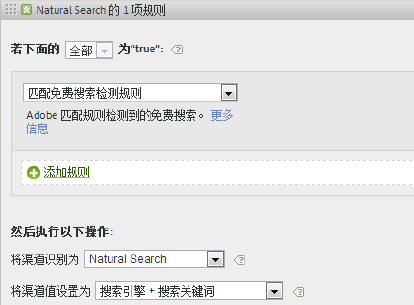 Natural Search 的 1 项规则
若下面的 全部 为"true":
匹配免费搜索检测规则
Adobe 匹配规则检测到的免费搜索。 更多
信息
添加规则
然后执行以下操作:
将渠道识别为 Natural Search
将渠道值设置为 搜索引擎 + 搜索关键词